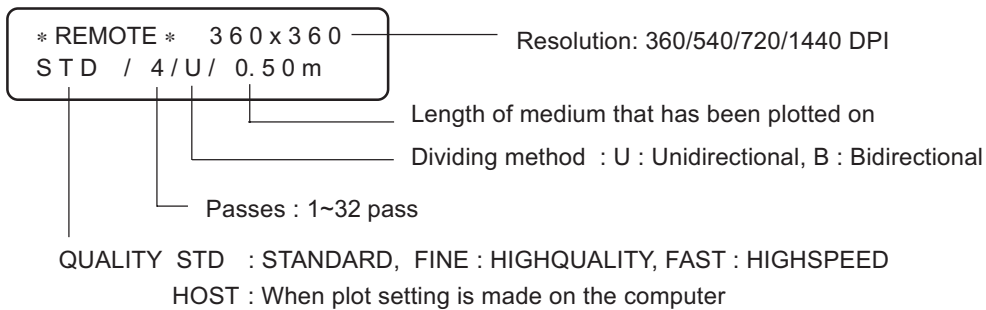 * REMOTE * 360x360
Resolution: 360/540/720/1440 DPI
STD / 4/U/ 0.50m
Length of medium that has been plotted on
Dividing method : U : Unidirectional, B : Bidirectional
Passes : 1~32 pass
QUALITY STD : STANDARD, FINE : HIGHQUALITY, FAST : HIGHSPEED
HOST : When plot setting is made on the computer